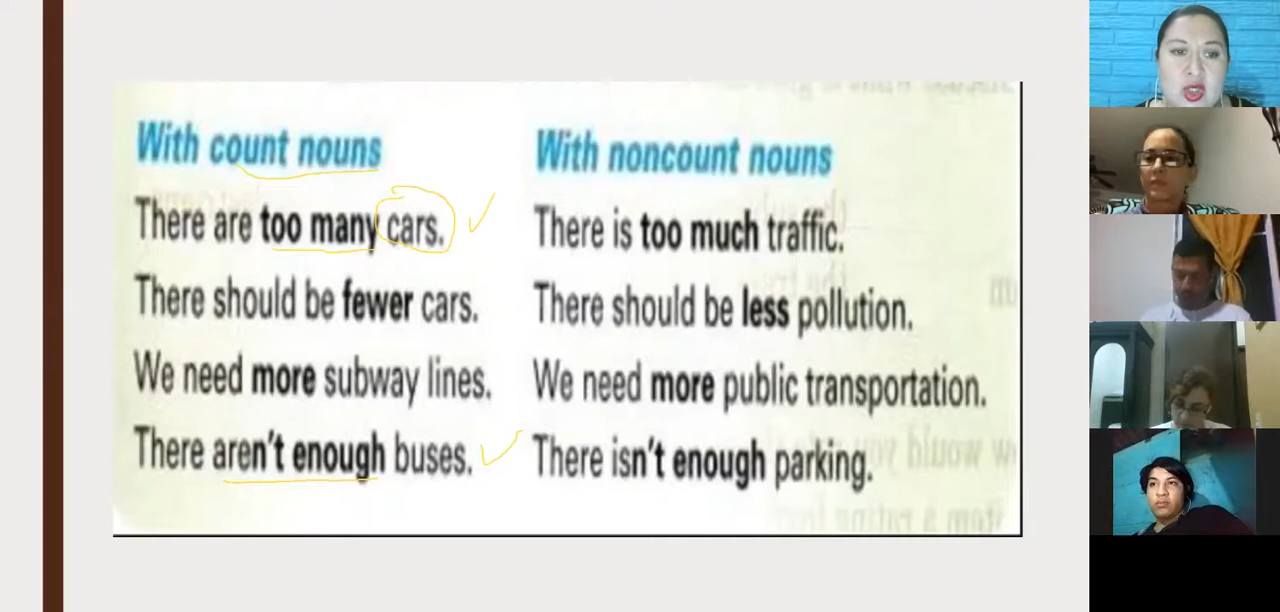 With count nouns
There are too many cars.
There should be fewer cars.
We need more subway lines.
There aren't enough buses.
With noncount nouns
There is too much traffic.
There should be less pollution.
We need more public transportation.
There isn't enough parking.